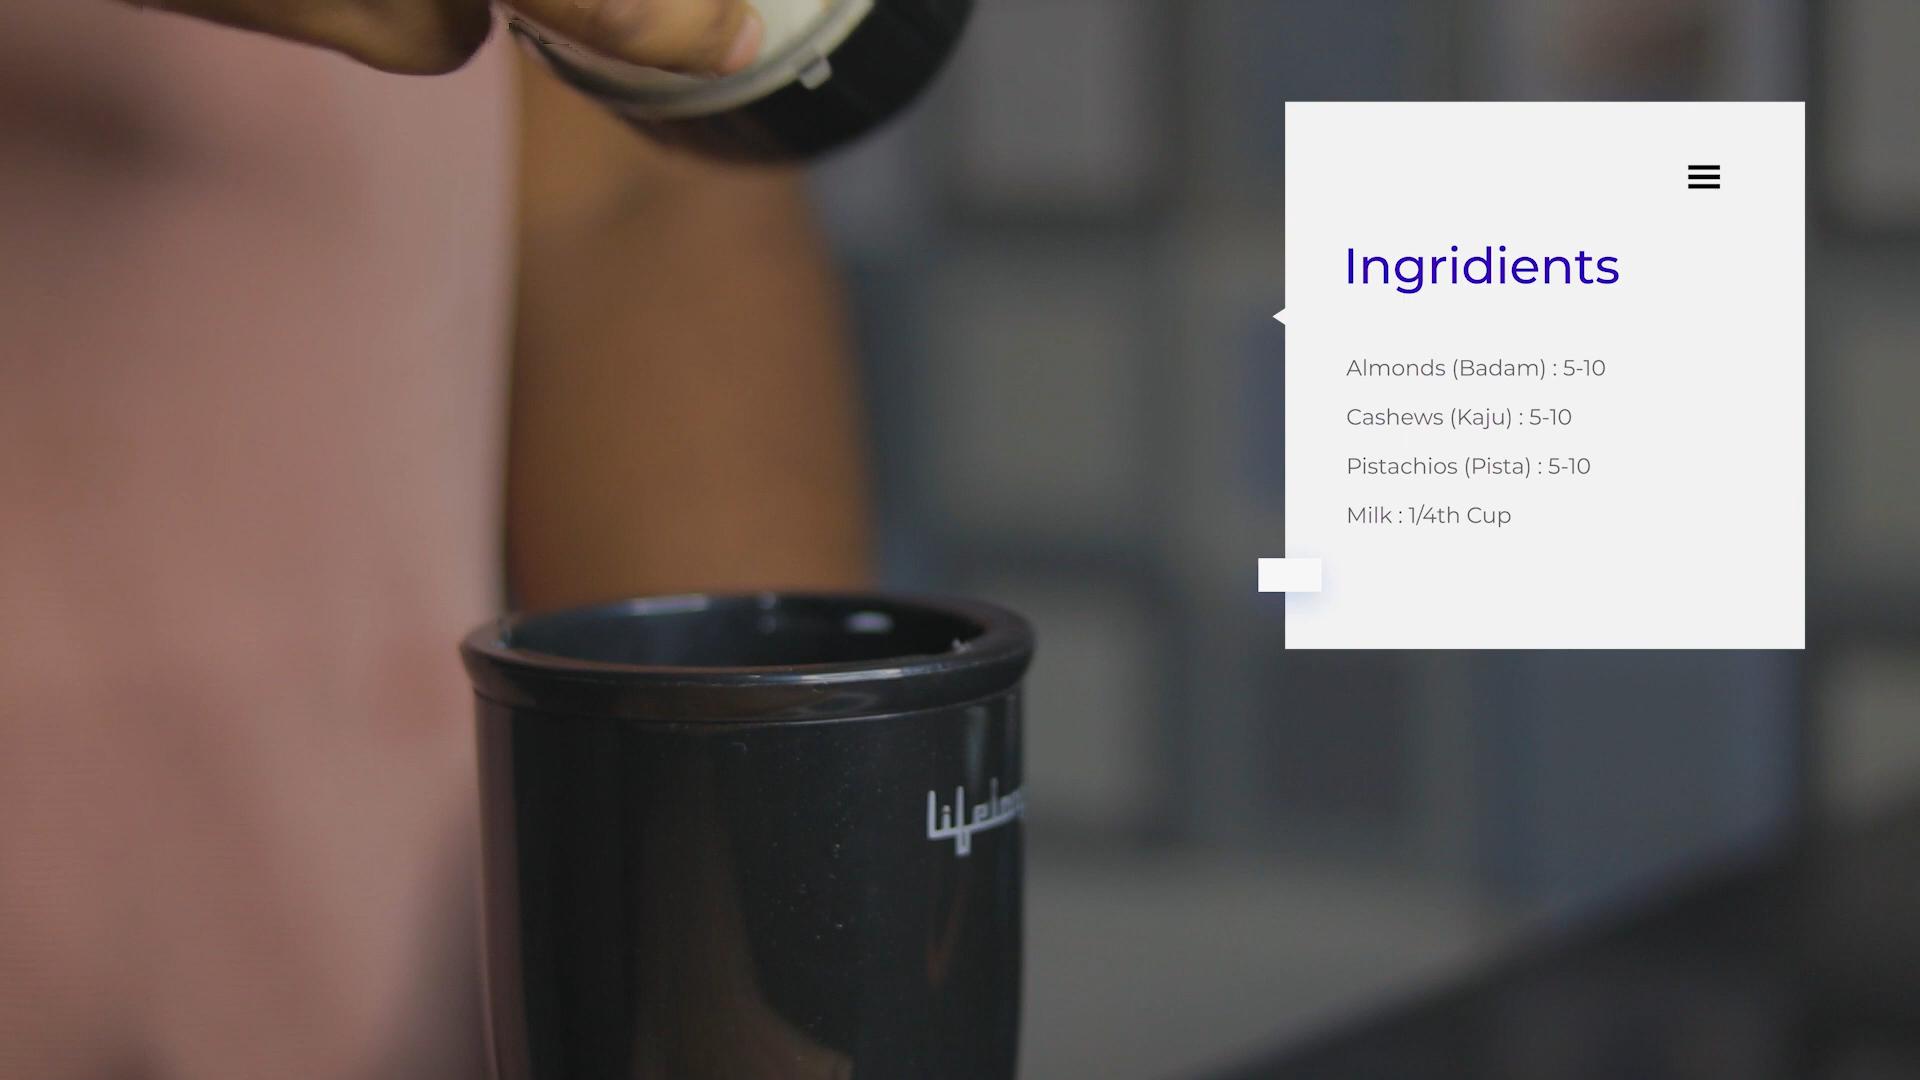 Ingridients
Almonds (Badam) : 5-10
Cashews (Kaju) : 5-10
Pistachios (Pista) : 5-10
Milk : 1/4th Cup